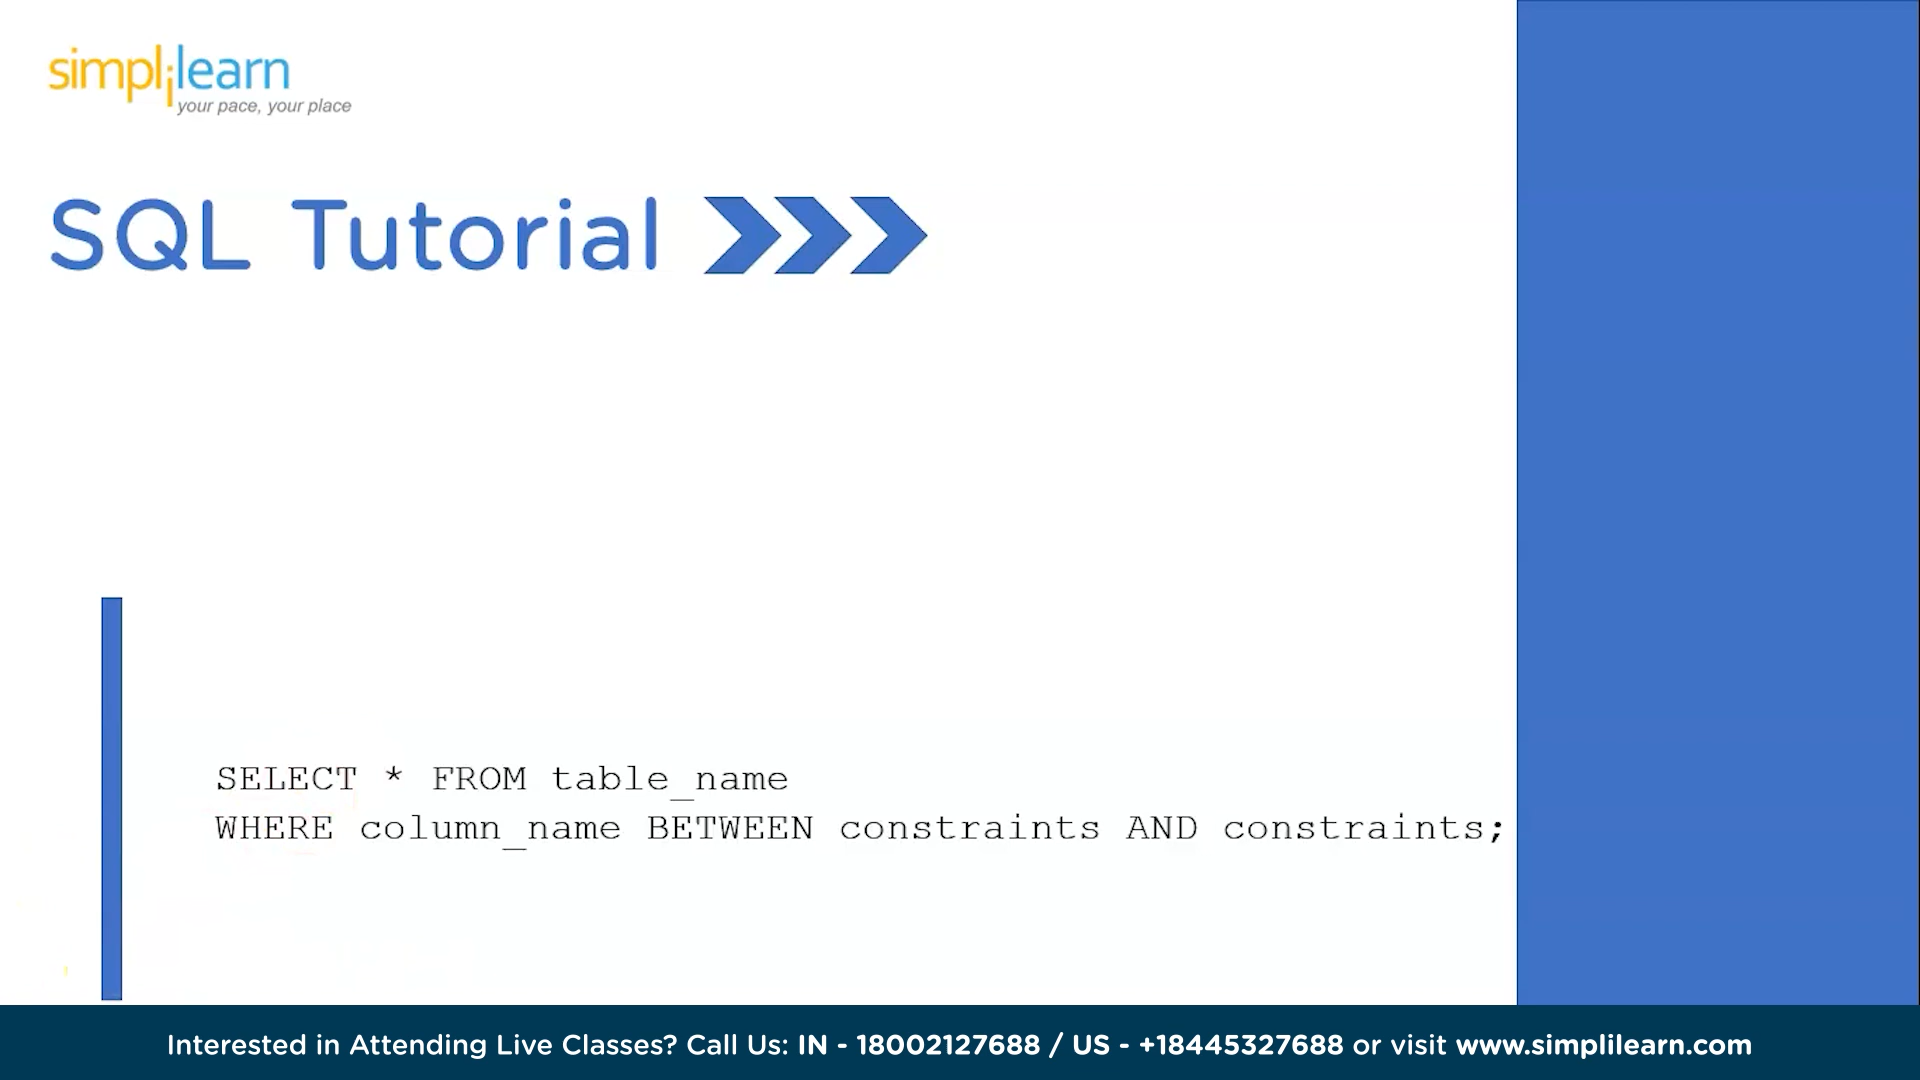 simplilearn
your pace, your place
SQL Tutorial
SELECT * FROM table_name
WHERE column_name BETWEEN constraints AND constraints;
Interested in Attending Live Classes? Call Us: IN - 18002127688 / US - +18445327688 or visit www.simplilearn.com